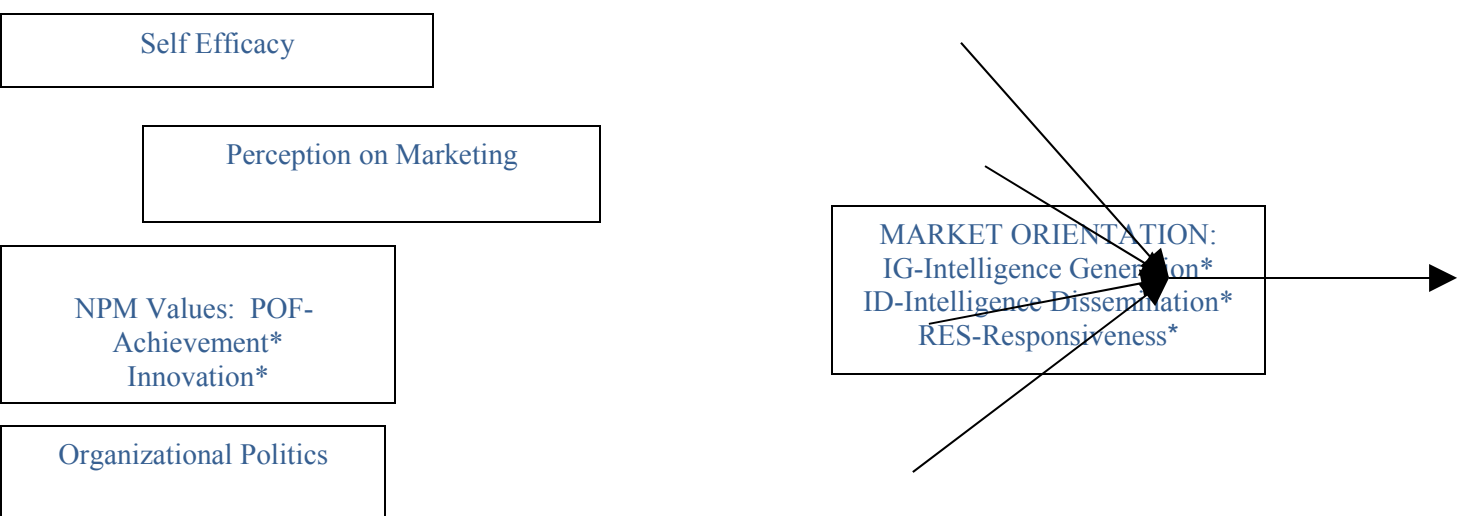 Self Efficacy
Perception on Marketing
NPM Values: POF-
Achievement*
Innovation*
Organizational Politics
MARKET ORIENTATION:
IG-Intelligence Generation*
ID-Intelligence Dissemination*
RES-Responsiveness*